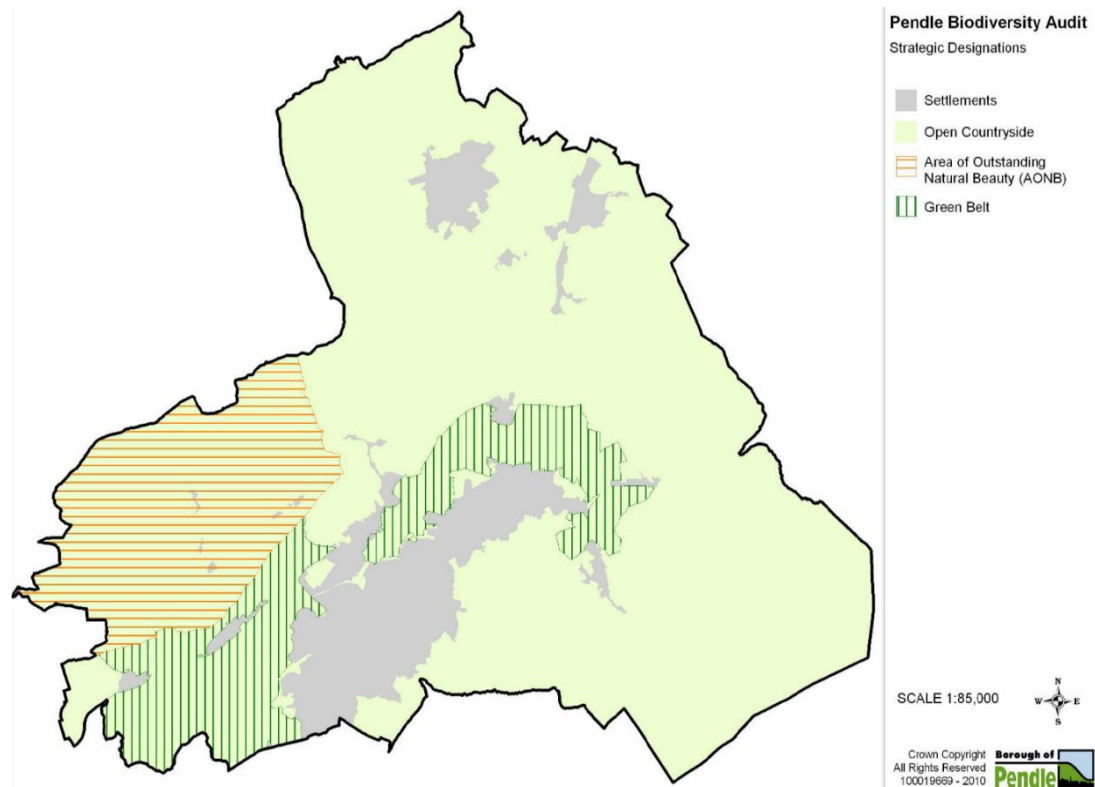 Pendle Biodiversity Audit
Strategic Designations
Settlements
Open Countryside
Area of Outstanding
Natural Beauty (AONB)
Green Belt
SCALE 1:85,000
N
W E
S
Crown Copyright
All Rights Reserved
100019669 - 2010
Borough of
Pendle